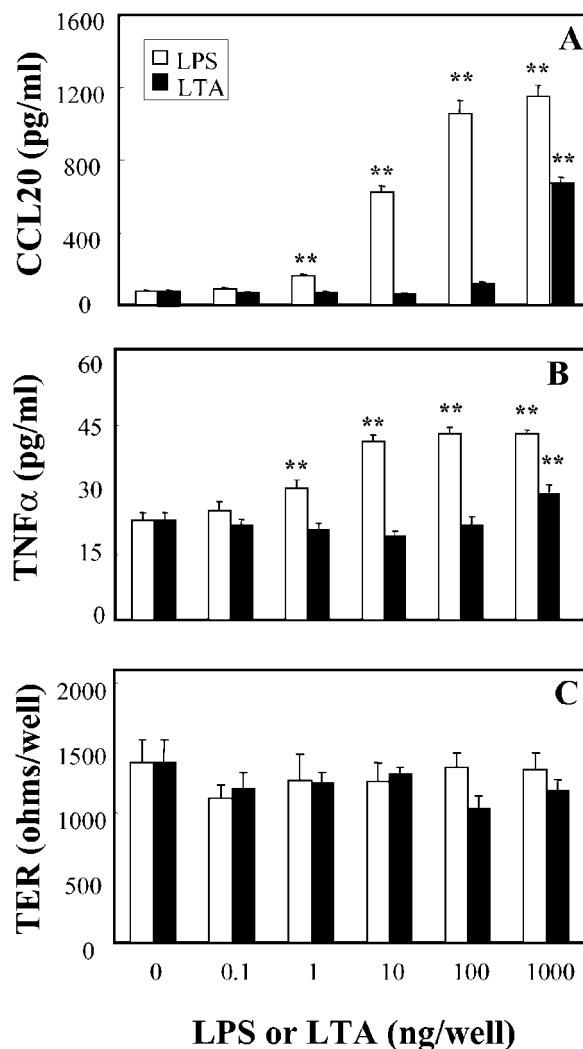 A
CCL20 (pg/ml)
1600
1200
800
400
0
LPS
LTA
**
**
**
**
**
B
TNFα (pg/ml)
60
45
30
15
0
**
**
**
**
**
C
TER (ohms/well)
2000
1500
1000
500
0
0 0.1 1 10 100 1000
LPS or LTA (ng/well)